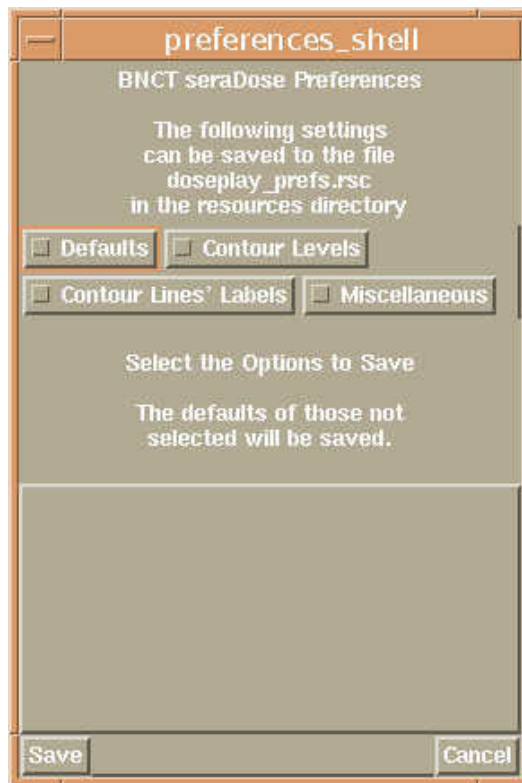 preferences_shell
BNCT seraDose Preferences
The following settings
can be saved to the file
doseplay_prefs.rsc
in the resources directory
Defaults Contour Levels
Contour Lines' Labels Miscellaneous
Select the Options to Save
The defaults of those not
selected will be saved.
Save Cancel